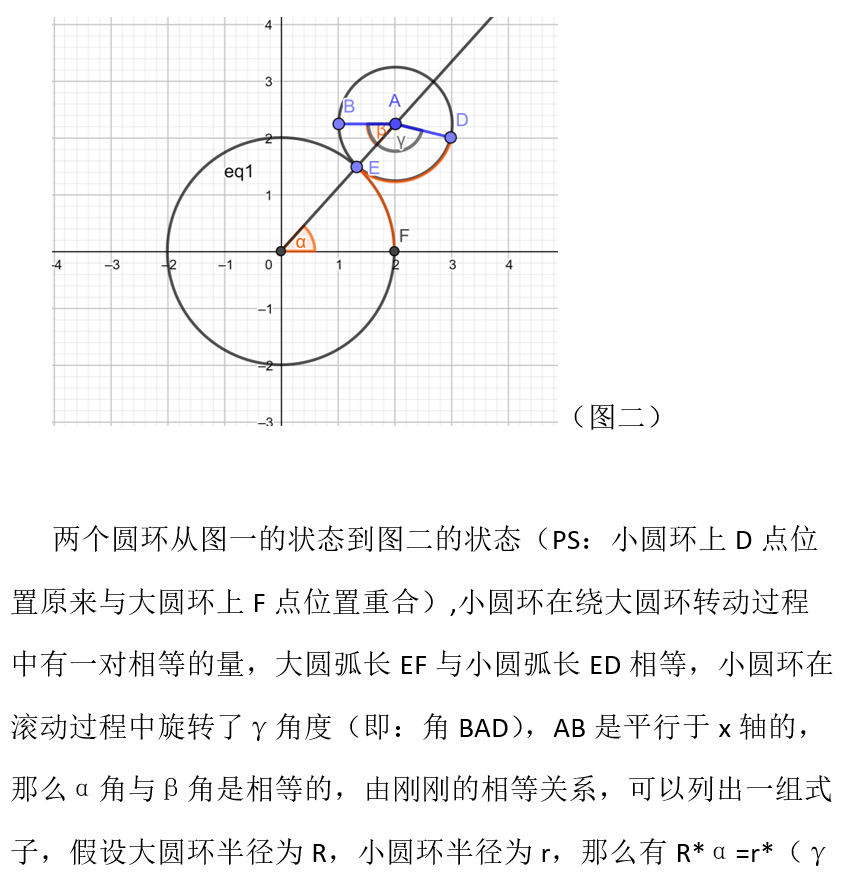 4
3
B
A
D
β
γ
2
E
eq1
1
α
F
-4
−3
−2
−1
0
1
2
3
4
−1
−2
−3
（图二）
两个圆环从图一的状态到图二的状态（PS：小圆环上 D 点位
置原来与大圆环上 F 点位置重合）,小圆环在绕大圆环转动过程
中有一对相等的量，大圆弧长 EF 与小圆弧长 ED 相等，小圆环在
滚动过程中旋转了 γ 角度（即：角 BAD），AB 是平行于 x 轴的，
那么α角与β角是相等的，由刚刚的相等关系，可以列出一组式
子，假设大圆环半径为 R，小圆环半径为 r，那么有 R*α=r*（γ